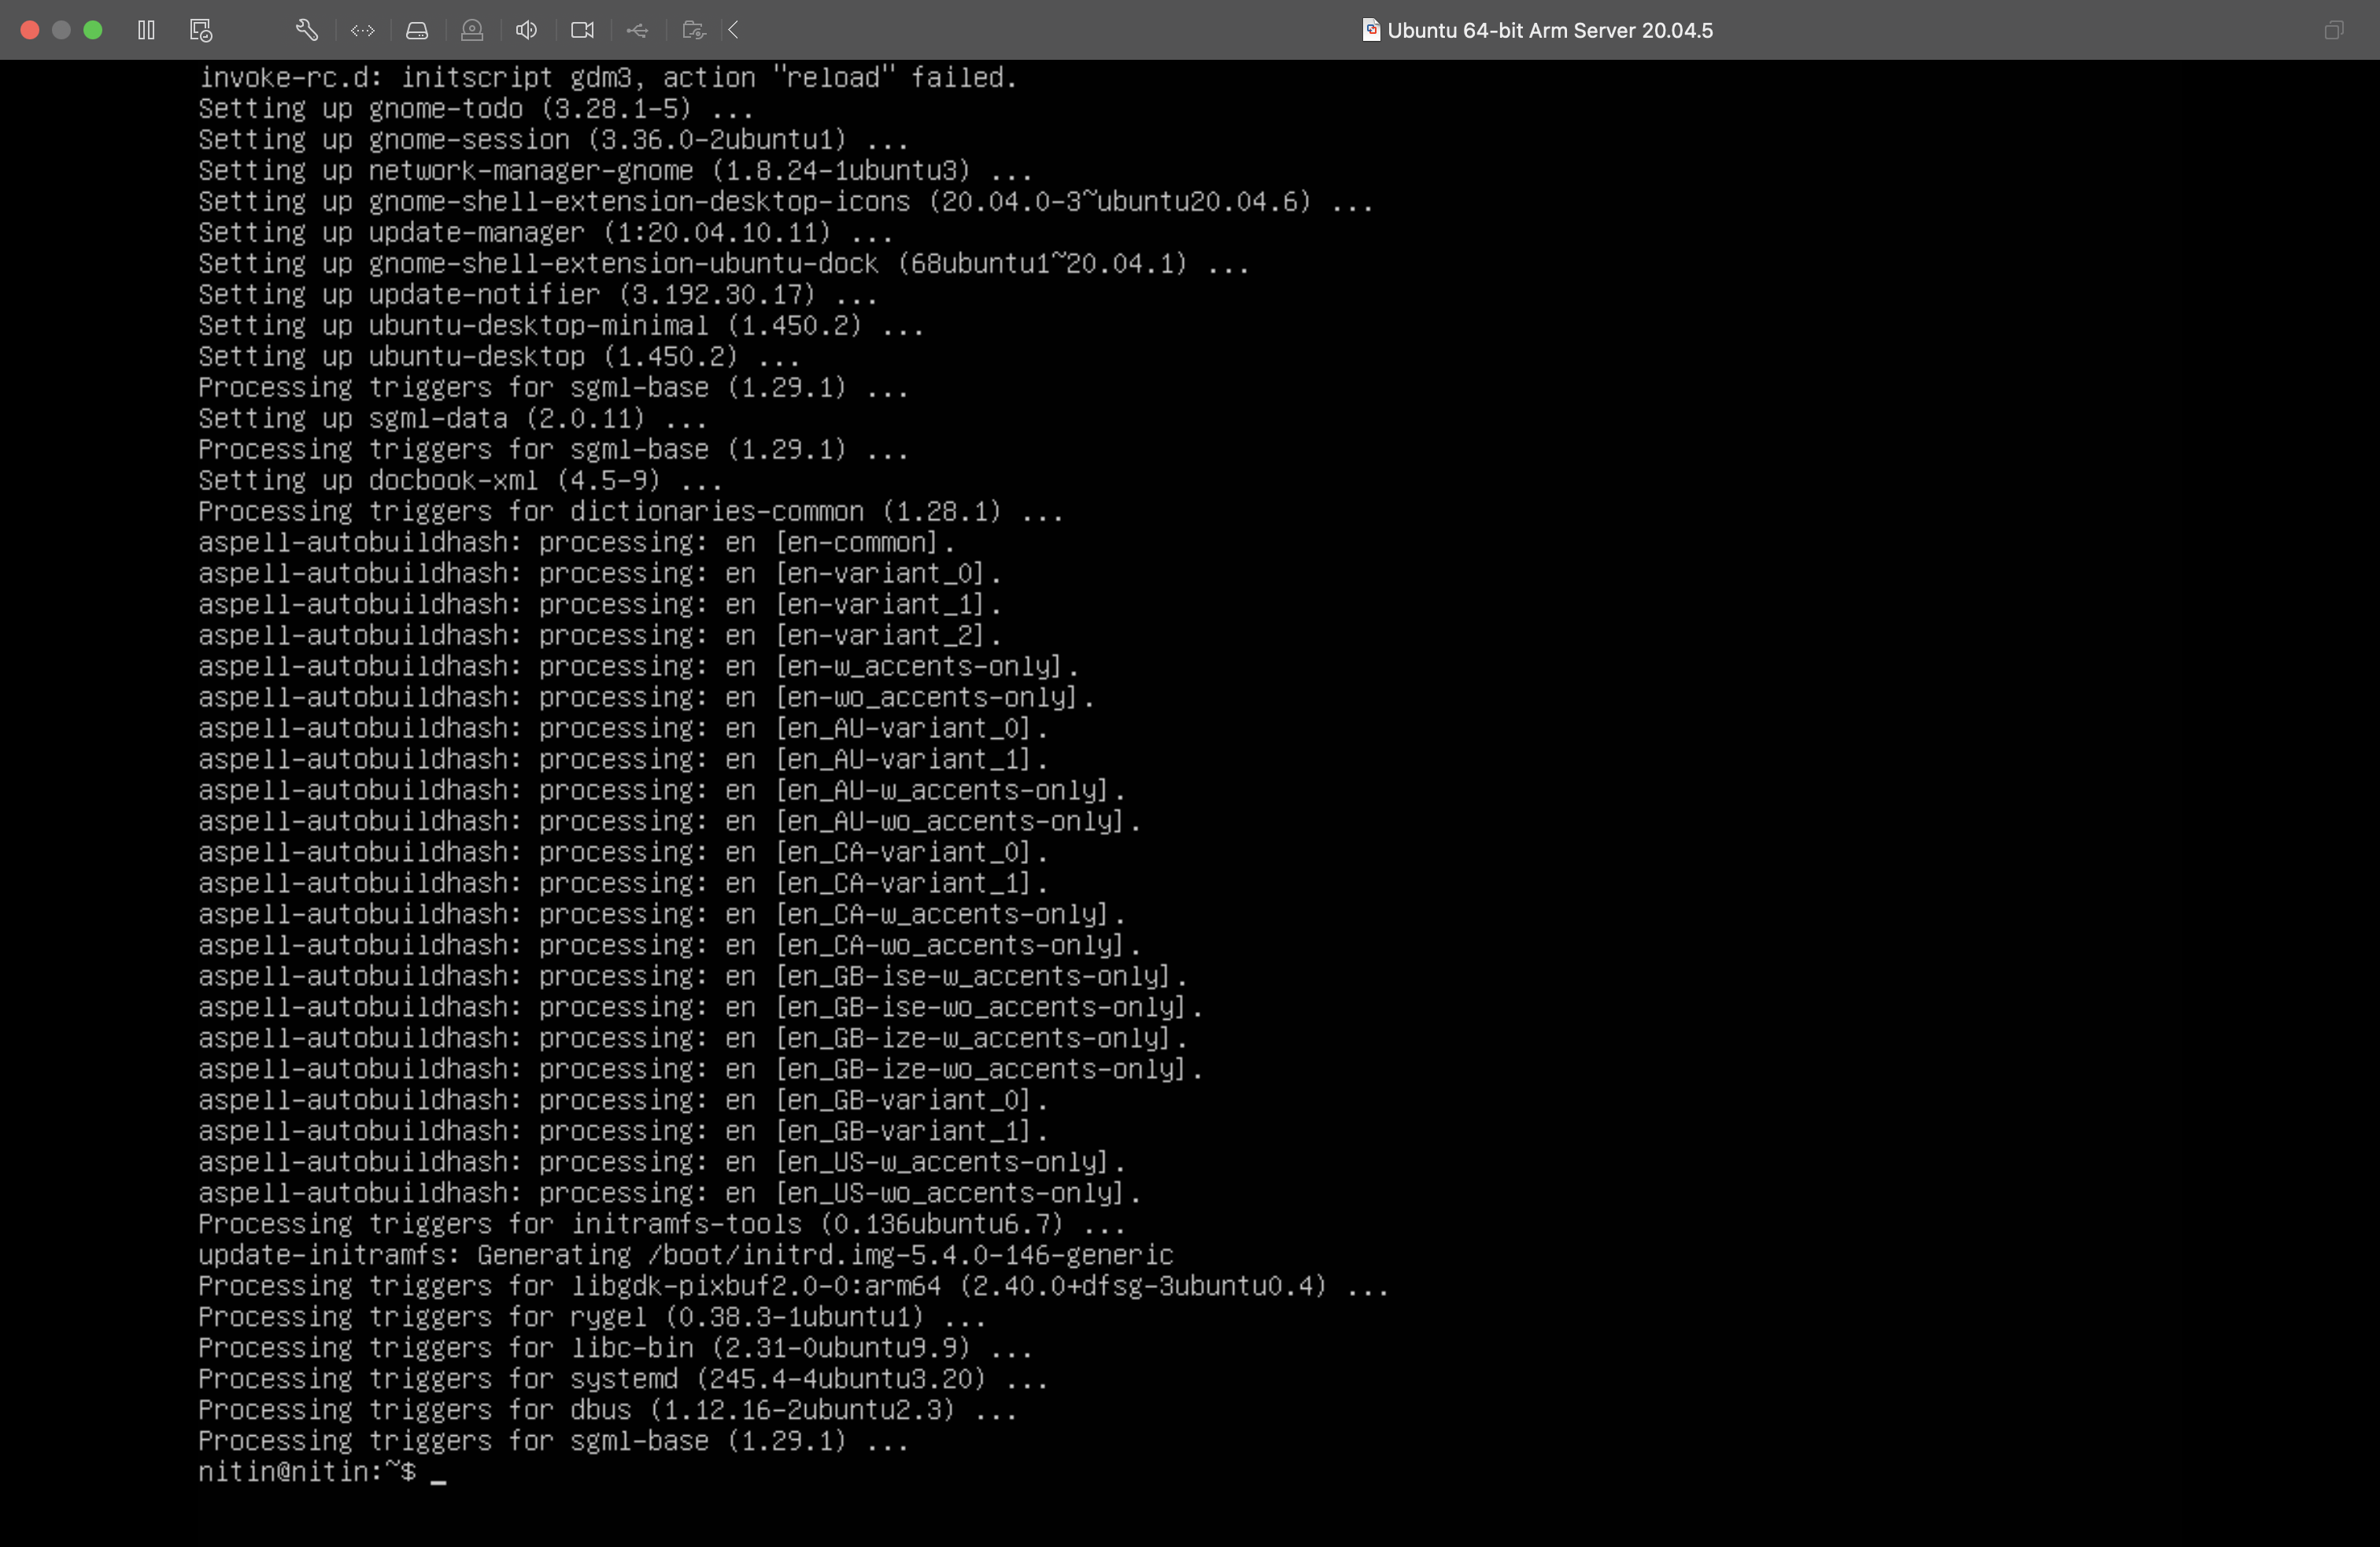 Ubuntu 64-bit Arm Server 20.04.5
invoke-rc.d: initscript gdm3, action "reload" failed.
Setting up gnome-todo (3.28.1-5) ...
Setting up gnome-session (3.36.0-2ubuntu1) ...
Setting up network-manager-gnome (1.8.24-1ubuntu3) ...
Setting up gnome-shell-extension-desktop-icons (20.04.0-3~ubuntu20.04.6) ...
Setting up update-manager (1:20.04.10.11) ...
Setting up gnome-shell-extension-ubuntu-dock (68ubuntu1~20.04.1) ...
Setting up update-notifier (3.192.30.17) ...
Setting up ubuntu-desktop-minimal (1.450.2) ...
Setting up ubuntu-desktop (1.450.2) ...
Processing triggers for sgml-base (1.29.1) ...
Setting up sgml-data (2.0.11) ...
Processing triggers for sgml-base (1.29.1) ...
Setting up docbook-xml (4.5-9) ...
Processing triggers for dictionaries-common (1.28.1) ...
aspell-autobuildhash: processing: en [en-common].
aspell-autobuildhash: processing: en [en-variant_0].
aspell-autobuildhash: processing: en [en-variant_1].
aspell-autobuildhash: processing: en [en-variant_2].
aspell-autobuildhash: processing: en [en-w_accents-only].
aspell-autobuildhash: processing: en [en-wo_accents-only].
aspell-autobuildhash: processing: en [en_AU-variant_0].
aspell-autobuildhash: processing: en [en_AU-variant_1].
aspell-autobuildhash: processing: en [en_AU-w_accents-only].
aspell-autobuildhash: processing: en [en_AU-wo_accents-only].
aspell-autobuildhash: processing: en [en_CA-variant_0].
aspell-autobuildhash: processing: en [en_CA-variant_1].
aspell-autobuildhash: processing: en [en_CA-w_accents-only].
aspell-autobuildhash: processing: en [en_CA-wo_accents-only].
aspell-autobuildhash: processing: en [en_GB-ise-w_accents-only].
aspell-autobuildhash: processing: en [en_GB-ise-wo_accents-only].
aspell-autobuildhash: processing: en [en_GB-ize-w_accents-only].
aspell-autobuildhash: processing: en [en_GB-ize-wo_accents-only].
aspell-autobuildhash: processing: en [en_GB-variant_0].
aspell-autobuildhash: processing: en [en_GB-variant_1].
aspell-autobuildhash: processing: en [en_US-w_accents-only].
aspell-autobuildhash: processing: en [en_US-wo_accents-only].
Processing triggers for initramfs-tools (0.136ubuntu6.7) ...
update-initramfs: Generating /boot/initrd.img-5.4.0-146-generic
Processing triggers for libgdk-pixbuf2.0-0:arm64 (2.40.0+dfsg-3ubuntu0.4) ...
Processing triggers for rygel (0.38.3-1ubuntu1) ...
Processing triggers for libc-bin (2.31-0ubuntu9.9) ...
Processing triggers for systemd (245.4-4ubuntu3.20) ...
Processing triggers for dbus (1.12.16-2ubuntu2.3) ...
Processing triggers for sgml-base (1.29.1) ...
nitin@nitin:~$ _